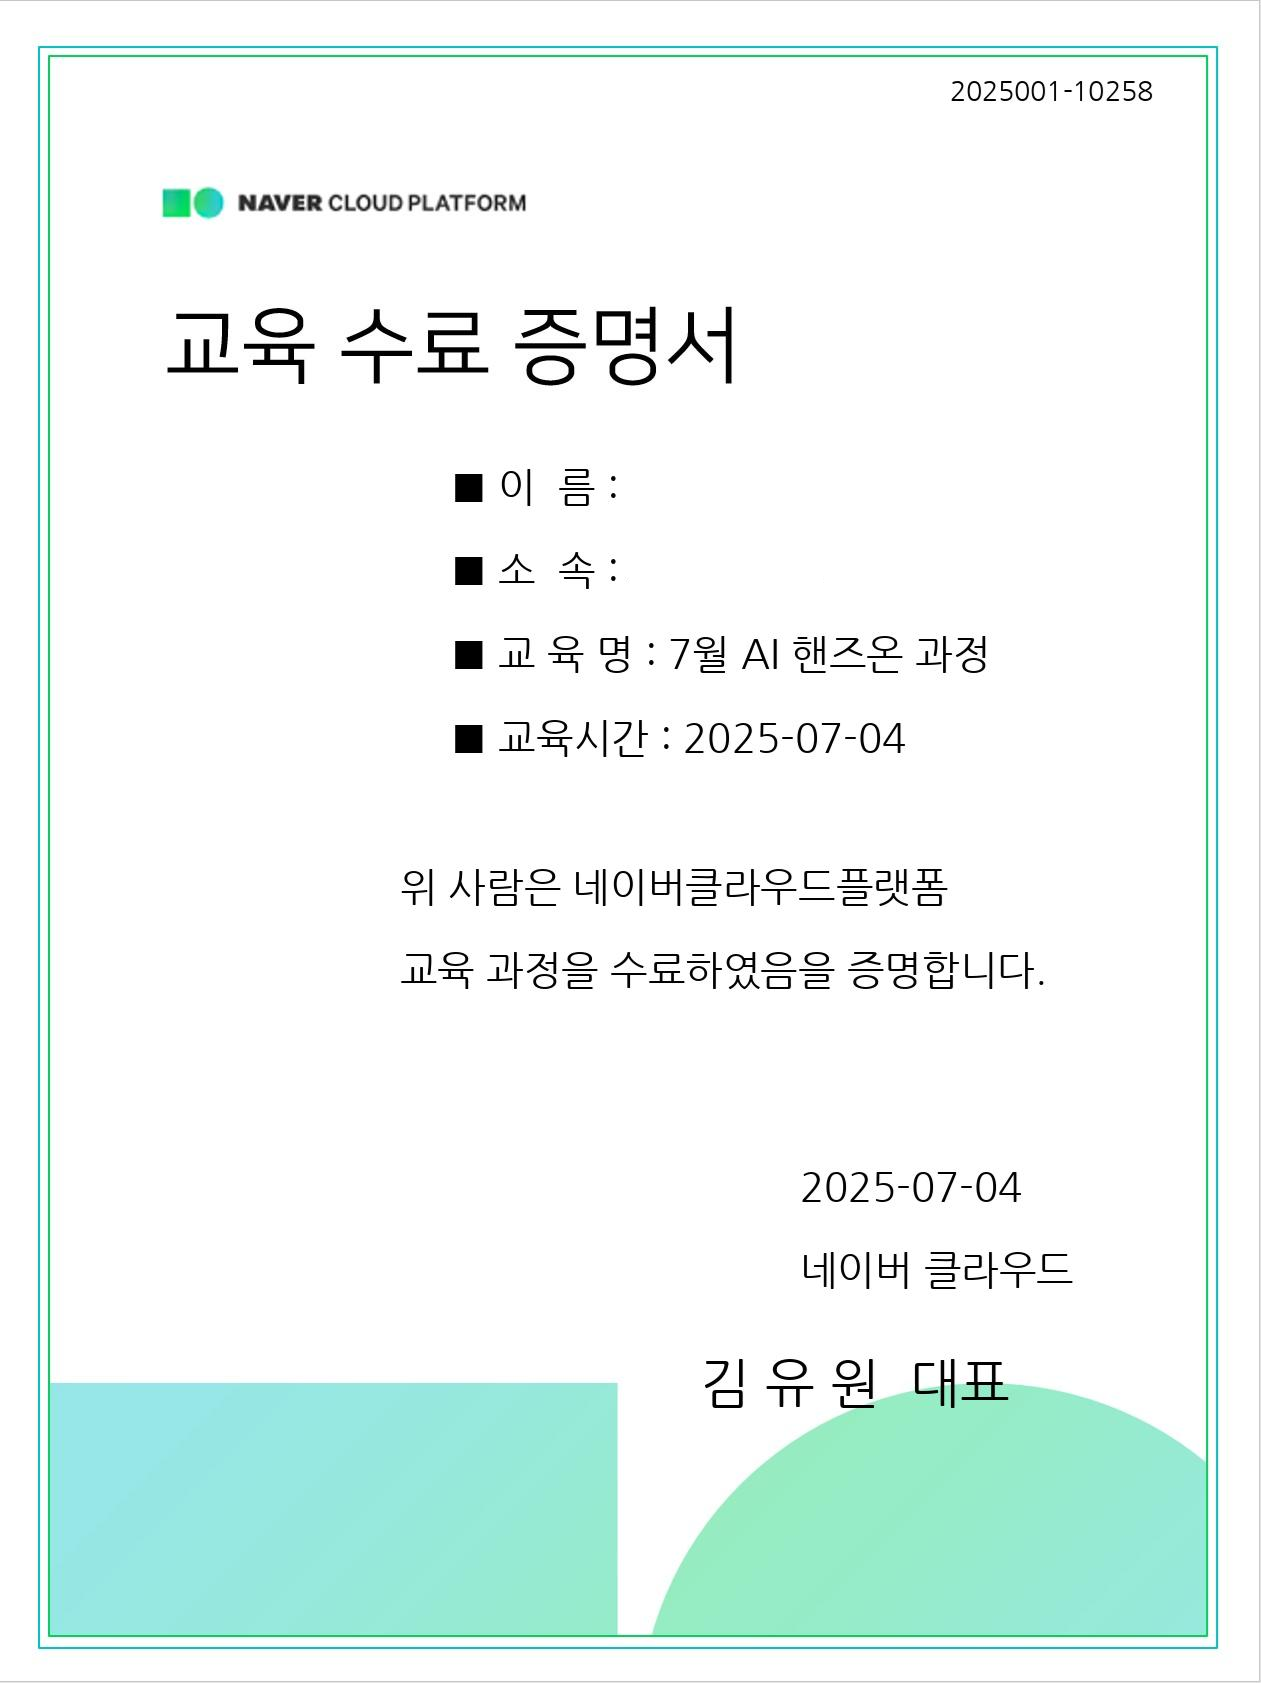 2025001-10258
NAVER CLOUD PLATFORM
교육 수료 증명서
■ 이 름 :
■ 소 속 :
■ 교 육 명 : 7월 AI 핸즈온 과정
■ 교육시간 : 2025-07-04
위 사람은 네이버클라우드플랫폼
교육 과정을 수료하였음을 증명합니다.
2025-07-04
네이버 클라우드
김 유 원 대표